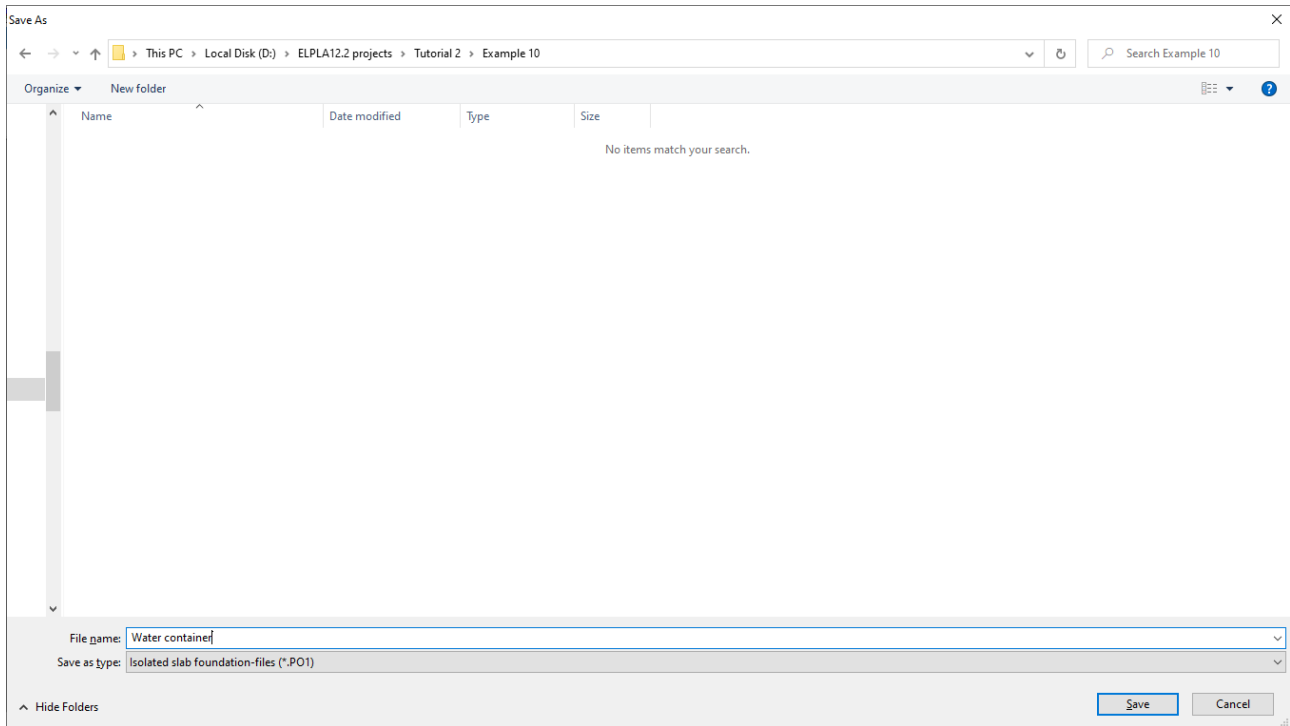 Save As
This PC > Local Disk (D:) > ELPLA12.2 projects > Tutorial 2 > Example 10
Search Example 10
Organize New folder
Name Date modified Type Size
No items match your search.
File name: Water container
Save as type: Isolated slab foundation-files (*.PO1)
Hide Folders Save Cancel